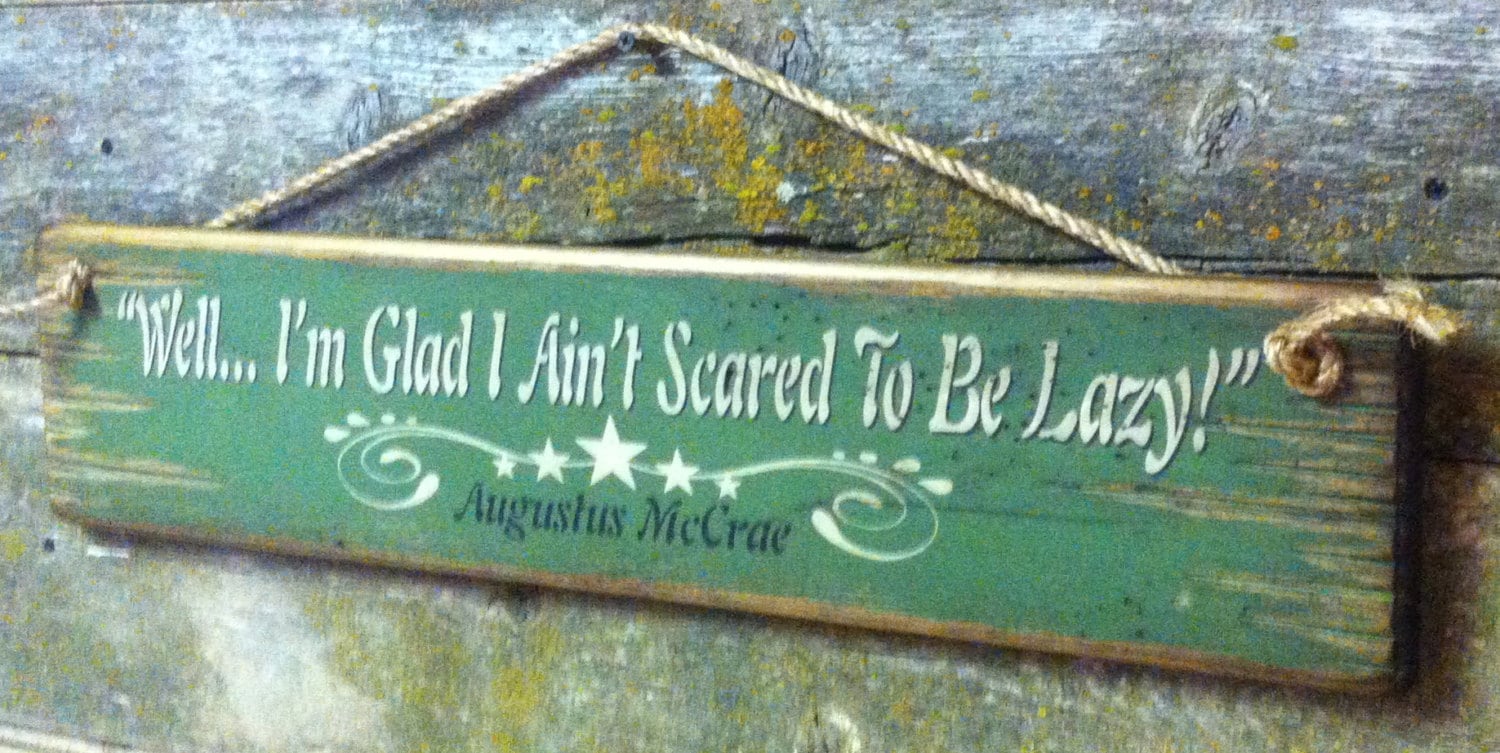 “Well... I'm Glad I Ain't Scared To Be Lazy!”
Augustus McCrae